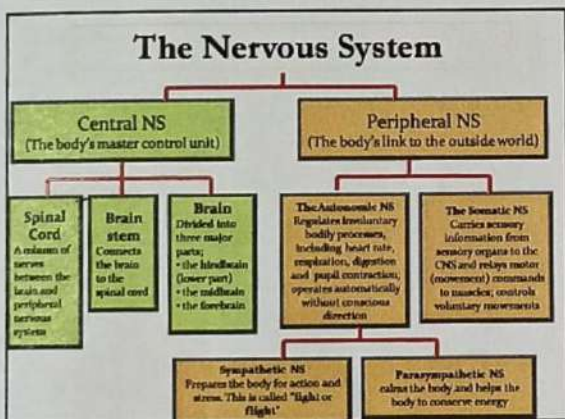 The Nervous System
Central NS
(The body's master control unit)
Peripheral NS
(The body's link to the outside world)
Spinal
Cord
A column of
nerves
between the
brain and
peripheral
nervous
system
Brain
stem
Connects
the brain
to the
spinal cord
Brain
Divided into
three major
parts;
• the hindbrain
(lower part)
• the midbrain
• the forebrain
The Autonomic NS
Regulates involuntary
bodily processes,
including heart rate,
respiration, digestion
and pupil contraction;
operates automatically
without conscious
direction
The Somatic NS
Carries sensory
information from
sensory organs to the
CNS and relays motor
(movement) commands
to muscles; controls
voluntary movements
Sympathetic NS
Prepares the body for action and
stress. This is called "fight or
flight"
Parasympathetic NS
calms the body and helps the
body to conserve energy